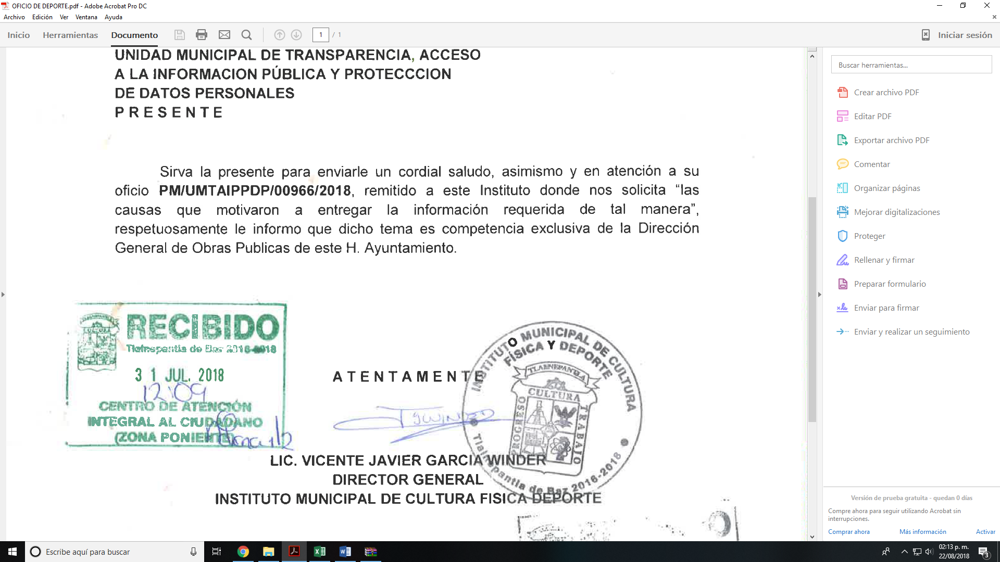 OFICIO DE DEPORTE.pdf - Adobe Acrobat Pro DC
Archivo Edición Ver Ventana Ayuda
Inicio Herramientas Documento 1 / 1 Iniciar sesión
UNIDAD MUNICIPAL DE TRANSPARENCIA, ACCESO
A LA INFORMACION PÚBLICA Y PROTECCCION
DE DATOS PERSONALES
P R E S E N T E
Sirva la presente para enviarle un cordial saludo, asimismo y en atención a su
oficio PM/UMTAIPPDP/00966/2018, remitido a este Instituto donde nos solicita “las
causas que motivaron a entregar la información requerida de tal manera”,
respetuosamente le informo que dicho tema es competencia exclusiva de la Dirección
General de Obras Publicas de este H. Ayuntamiento.
RECIBIDO
Tlalnepantla de Baz 2016-2018
3 1 JUL. 2018
12:09
CENTRO DE ATENCIÓN
INTEGRAL AL CIUDADANO
(ZONA PONIENTE)
A T E N T A M E N T E
INSTITUTO MUNICIPAL DE CULTURA
FÍSICA Y DEPORTE
TLALNEPANTLA
CULTURA
PROGRESO
TRABAJO
Tlalnepantla de Baz 2016-2018
LIC. VICENTE JAVIER GARCIA WINDER
DIRECTOR GENERAL
INSTITUTO MUNICIPAL DE CULTURA FISICA DEPORTE
Buscar herramientas...
Crear archivo PDF
Editar PDF
Exportar archivo PDF
Comentar
Organizar páginas
Mejorar digitalizaciones
Proteger
Rellenar y firmar
Preparar formulario
Enviar para firmar
Enviar y realizar un seguimiento
Versión de prueba gratuita - quedan 0 días
Compre ahora para seguir utilizando Acrobat sin
interrupciones.
Comprar ahora Más información Activar
Escribe aquí para buscar
02:13 p. m.
22/08/2018
3